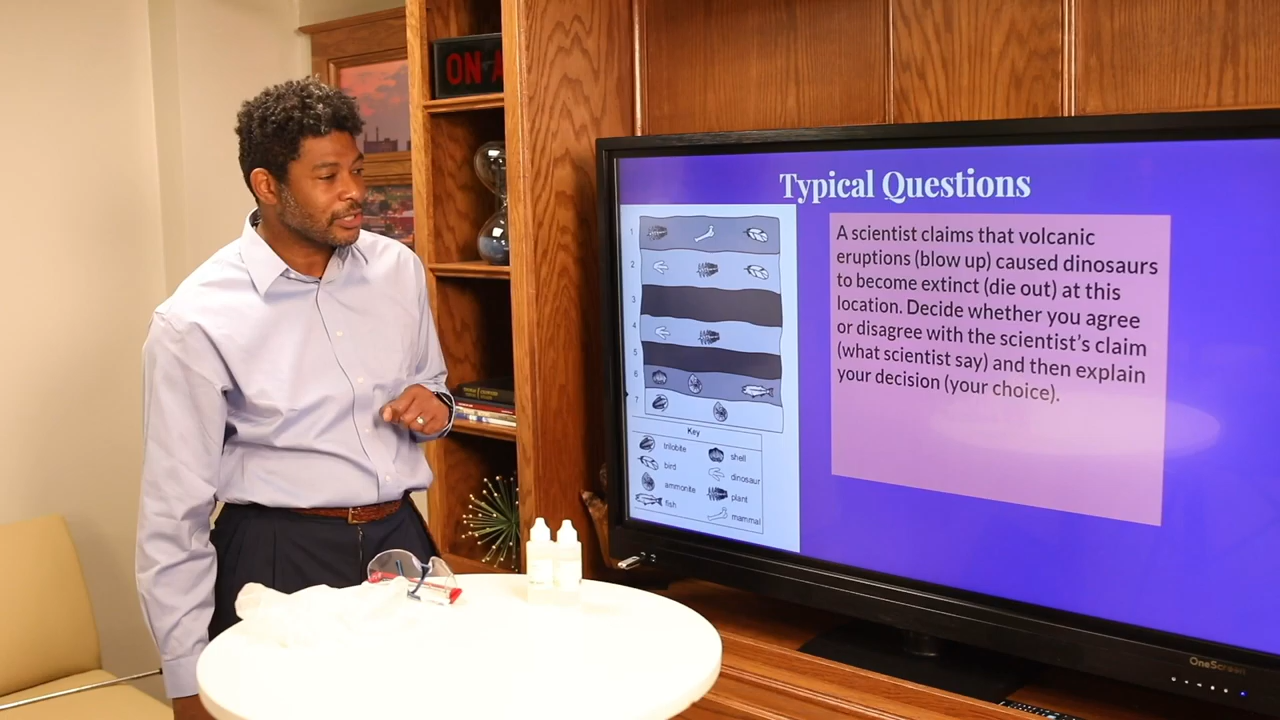 ON A
Typical Questions
A scientist claims that volcanic
eruptions (blow up) caused dinosaurs
to become extinct (die out) at this
location. Decide whether you agree
or disagree with the scientist's claim
(what scientist say) and then explain
your decision (your choice).
1
2
3
4
5
6
7
Key
trilobite
bird
ammonite
fish
shell
dinosaur
plant
mammal
OneScreen